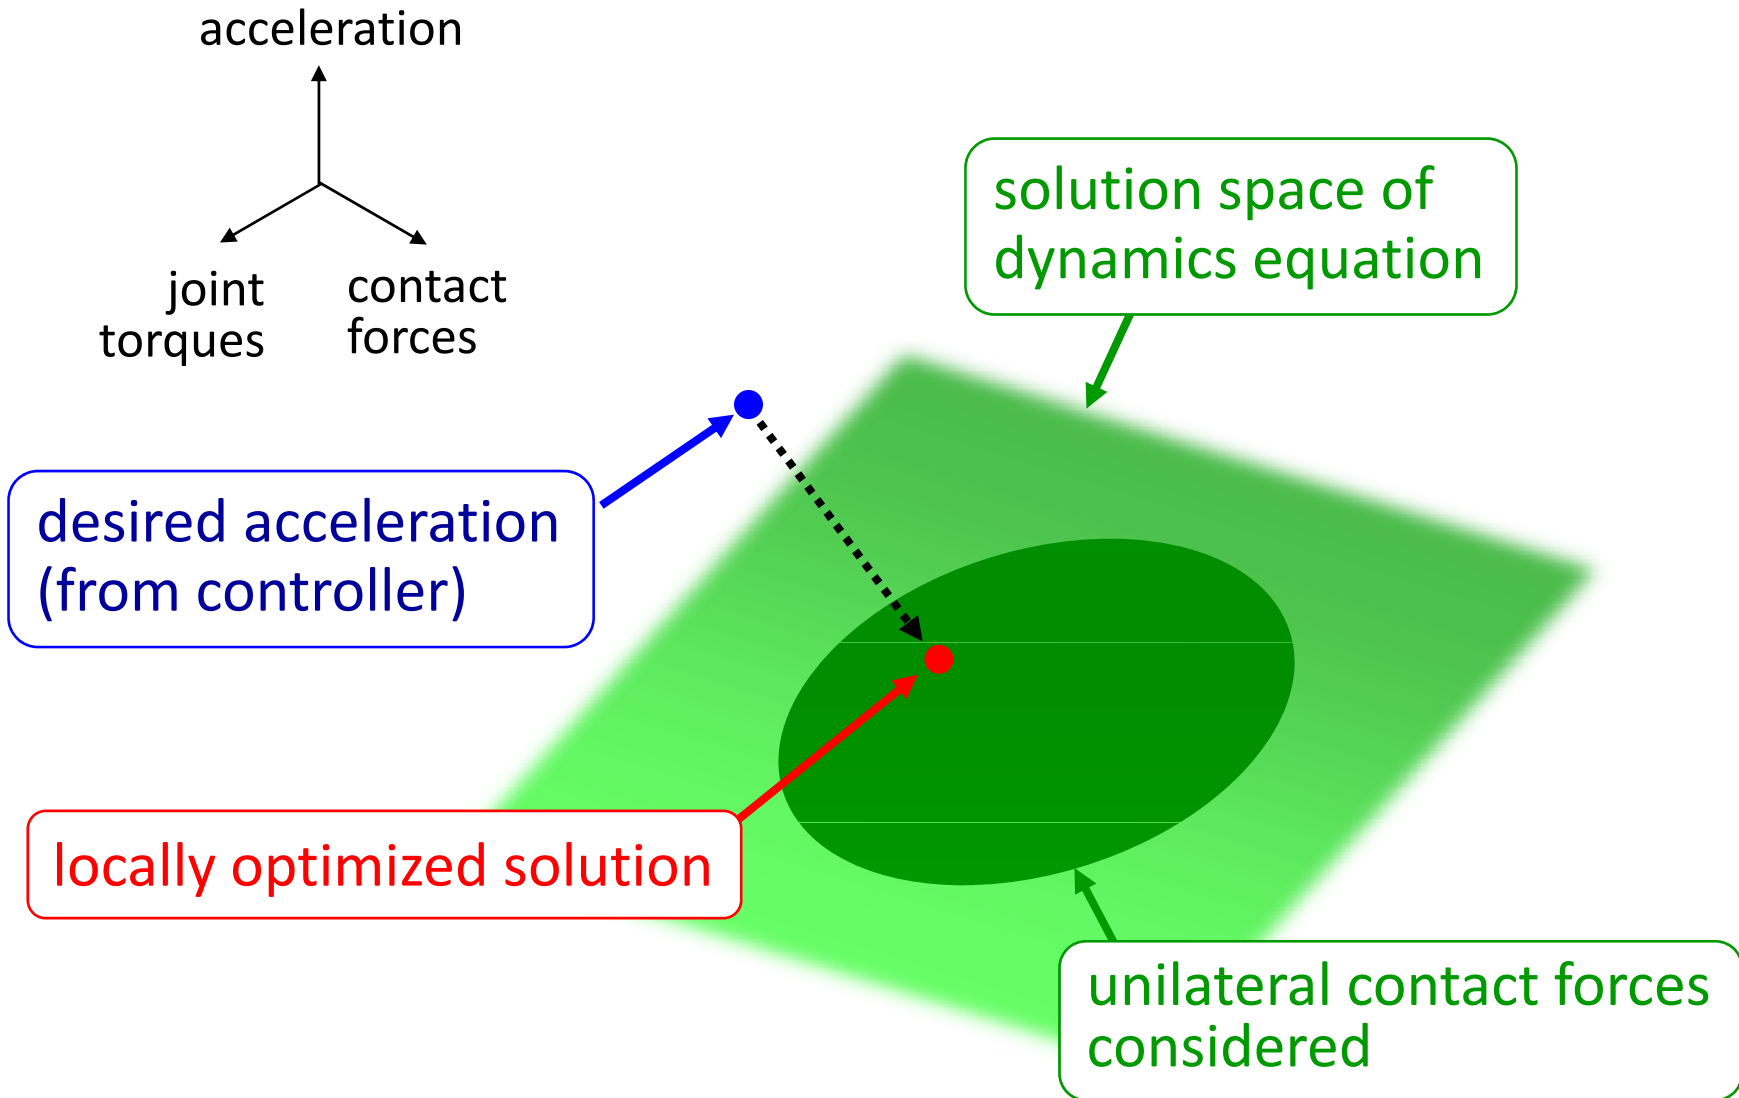 acceleration
joint
torques
contact
forces
solution space of
dynamics equation
desired acceleration
(from controller)
locally optimized solution
unilateral contact forces
considered